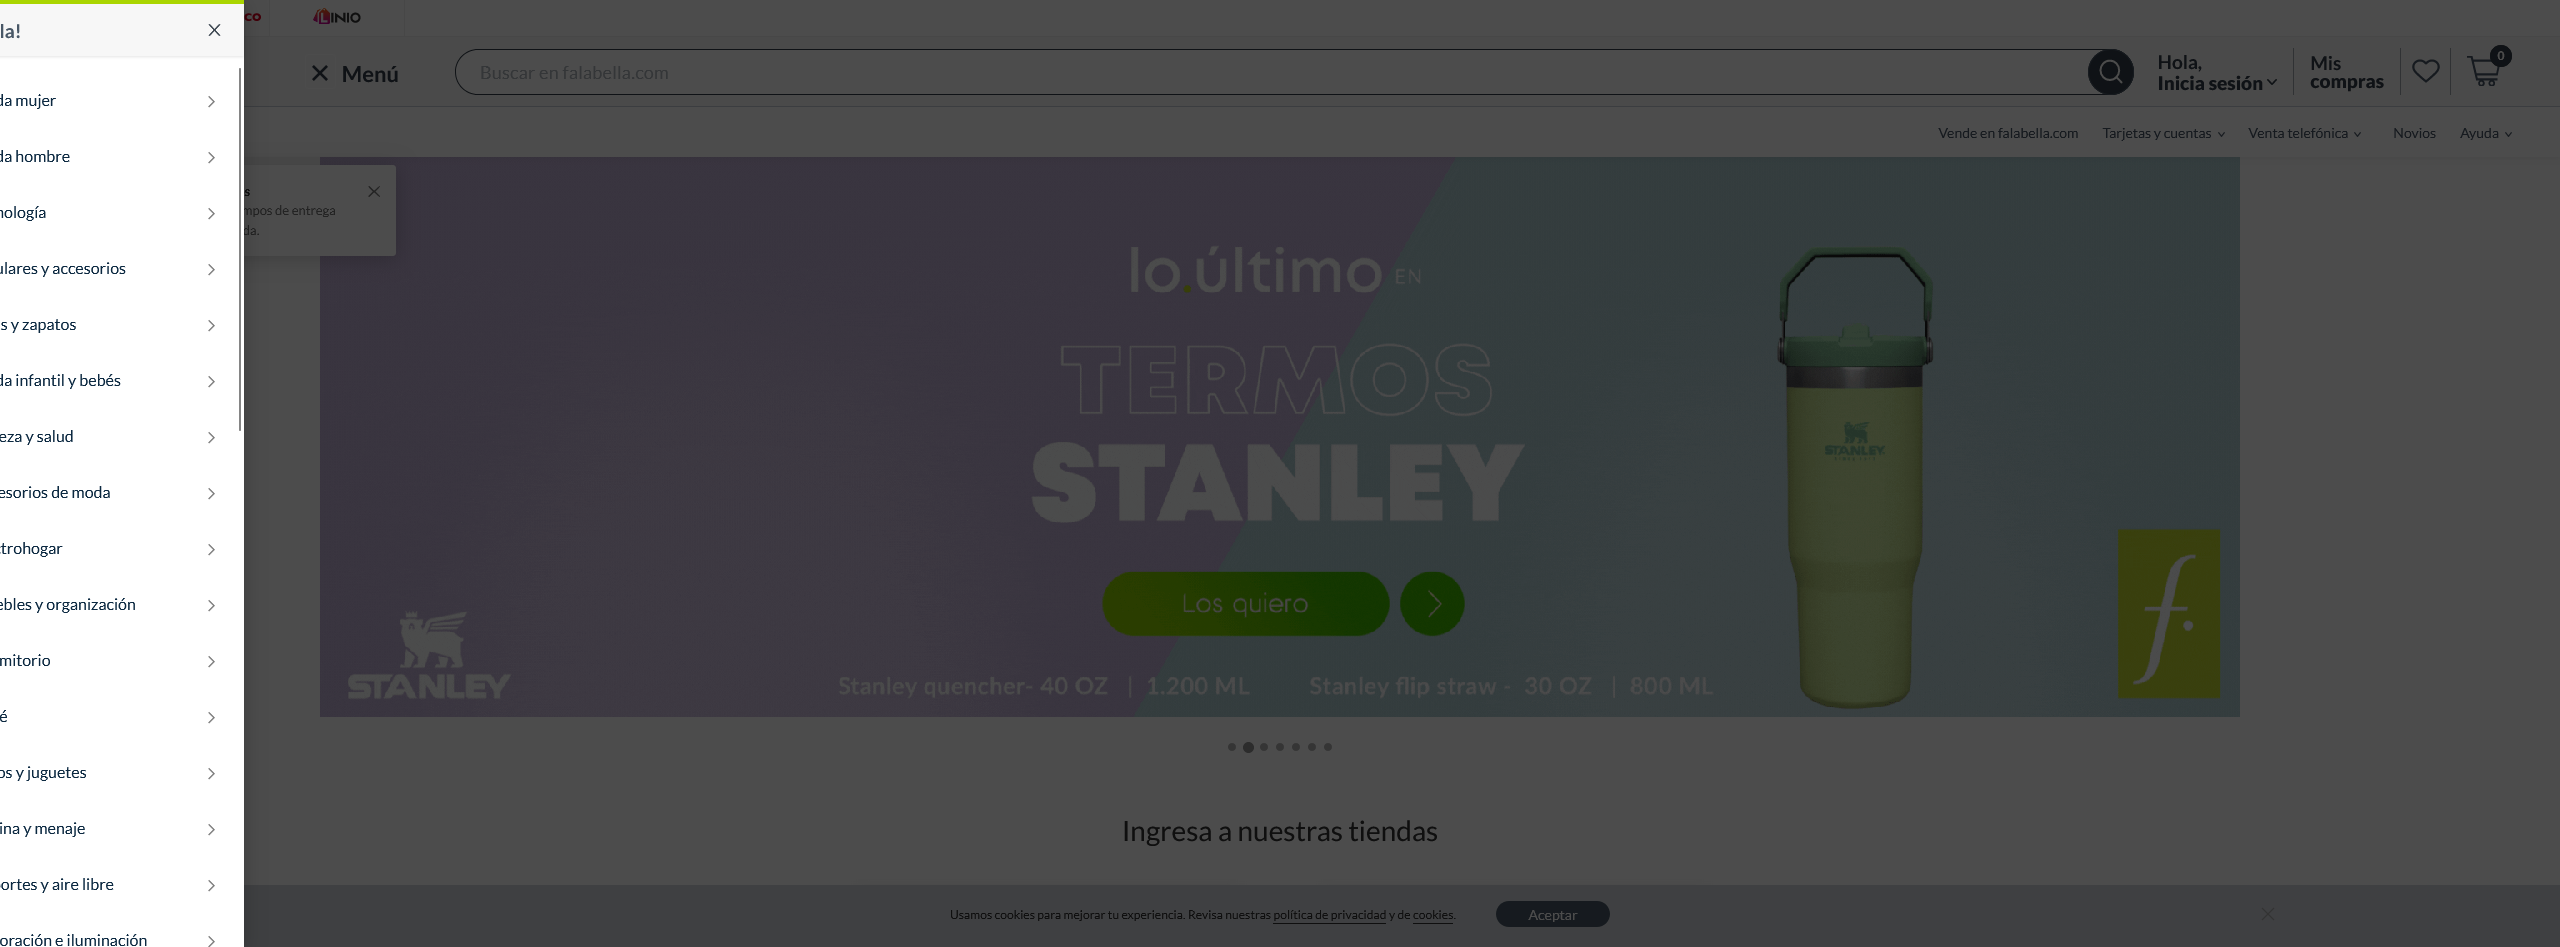 LINIO
la!
Menú
Buscar en falabella.com
Hola,
Inicia sesión
Mis
compras
0
Vende en falabella.com
Tarjetas y cuentas
Venta telefónica
Novios
Ayuda
da mujer
da hombre
nología
ulares y accesorios
s y zapatos
da infantil y bebés
eza y salud
esorios de moda
ctrohogar
ebles y organización
mitorio
é
os y juguetes
ina y menaje
ortes y aire libre
oración e iluminación
s
mpos de entrega
da.
lo.último EN
TERMOS
STANLEY
Los quiero
STANLEY
Stanley quencher- 40 OZ | 1.200 ML
Stanley flip straw - 30 OZ | 800 ML
STANLEY
f.
Ingresa a nuestras tiendas
Usamos cookies para mejorar tu experiencia. Revisa nuestras política de privacidad y de cookies.
Aceptar